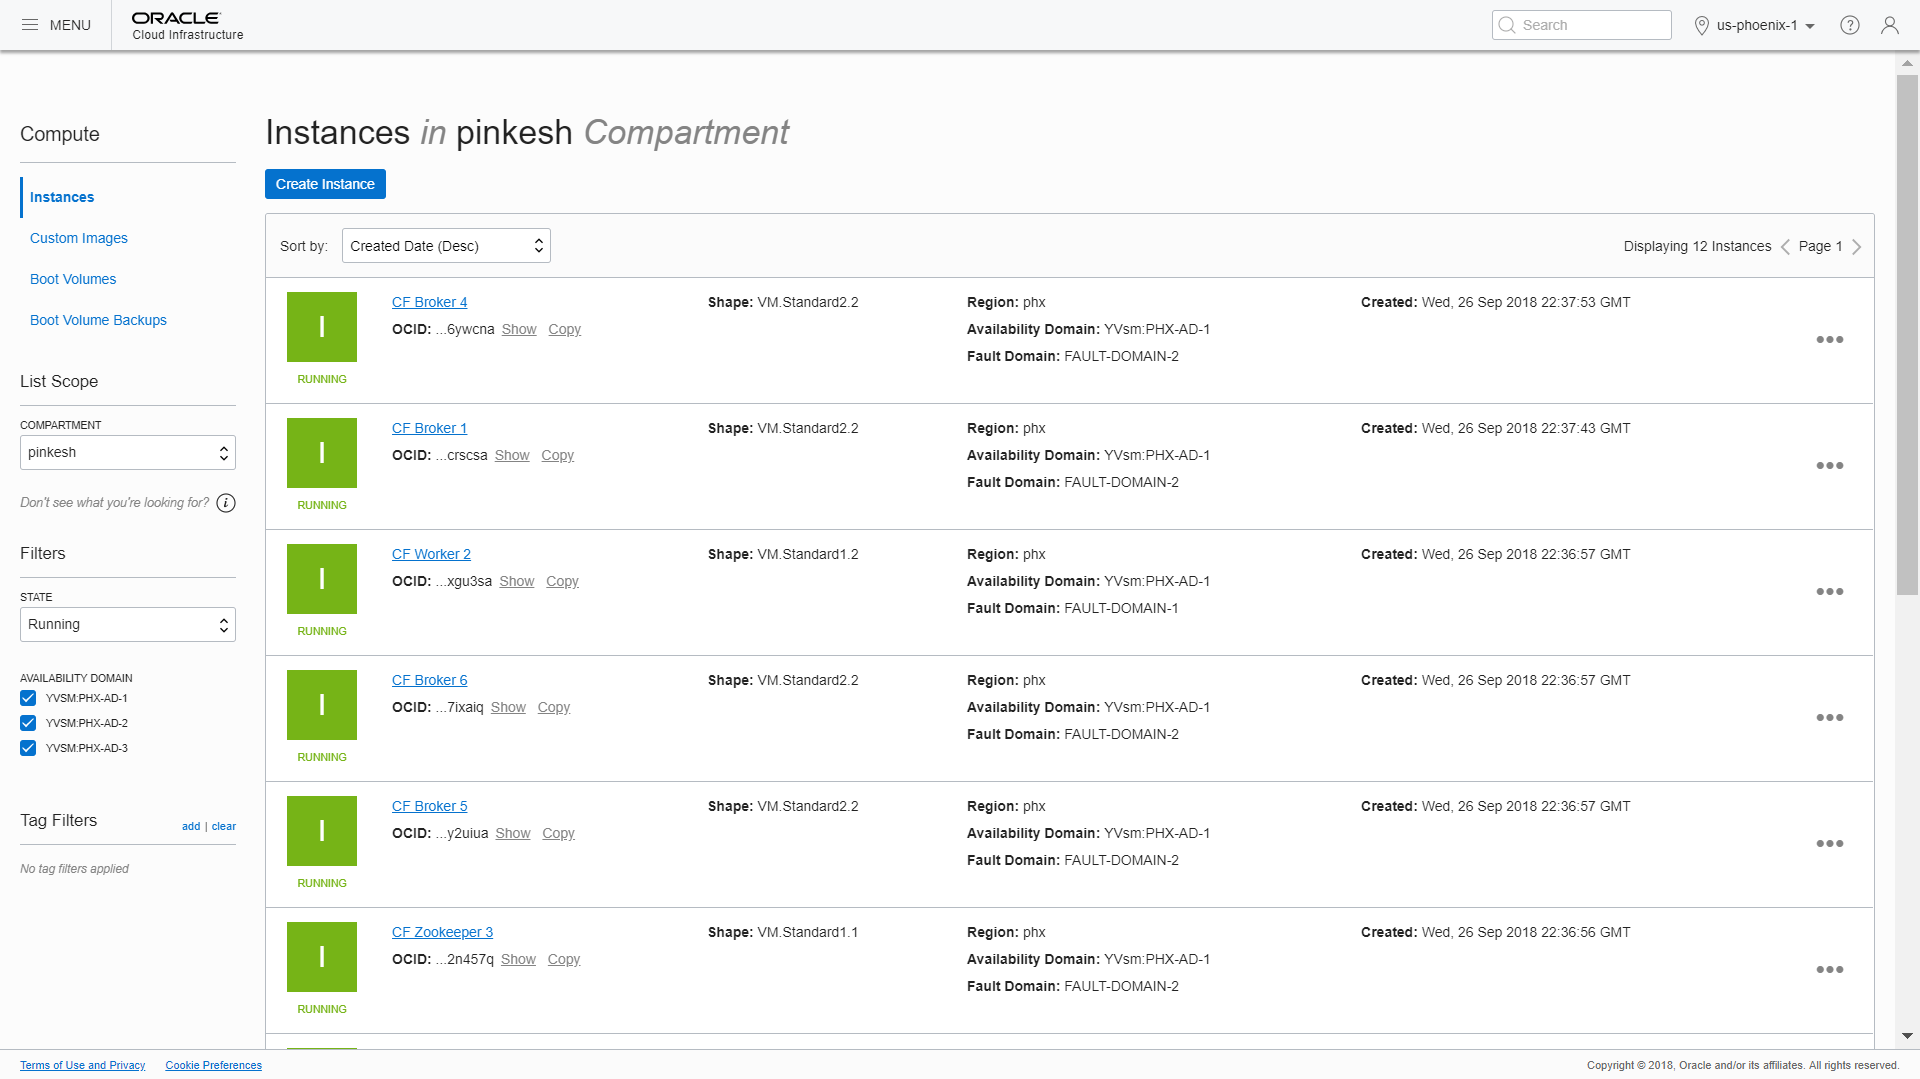 MENU
ORACLE
Cloud Infrastructure
Search
us-phoenix-1
Compute
Instances
Custom Images
Boot Volumes
Boot Volume Backups
List Scope
COMPARTMENT
pinkesh
Don't see what you're looking for?
Filters
STATE
Running
AVAILABILITY DOMAIN
YVSM:PHX-AD-1
YVSM:PHX-AD-2
YVSM:PHX-AD-3
Tag Filters add | clear
No tag filters applied
Instances in pinkesh Compartment
Create Instance
Sort by: Created Date (Desc) Displaying 12 Instances Page 1
I
RUNNING
CF Broker 4 Shape: VM.Standard2.2 Region: phx Created: Wed, 26 Sep 2018 22:37:53 GMT
OCID: ...6ywcna Show Copy Availability Domain: YVsm:PHX-AD-1
Fault Domain: FAULT-DOMAIN-2
I
RUNNING
CF Broker 1 Shape: VM.Standard2.2 Region: phx Created: Wed, 26 Sep 2018 22:37:43 GMT
OCID: ...crscsa Show Copy Availability Domain: YVsm:PHX-AD-1
Fault Domain: FAULT-DOMAIN-2
I
RUNNING
CF Worker 2 Shape: VM.Standard1.2 Region: phx Created: Wed, 26 Sep 2018 22:36:57 GMT
OCID: ...xgu3sa Show Copy Availability Domain: YVsm:PHX-AD-1
Fault Domain: FAULT-DOMAIN-1
I
RUNNING
CF Broker 6 Shape: VM.Standard2.2 Region: phx Created: Wed, 26 Sep 2018 22:36:57 GMT
OCID: ...7ixaiq Show Copy Availability Domain: YVsm:PHX-AD-1
Fault Domain: FAULT-DOMAIN-2
I
RUNNING
CF Broker 5 Shape: VM.Standard2.2 Region: phx Created: Wed, 26 Sep 2018 22:36:57 GMT
OCID: ...y2uiua Show Copy Availability Domain: YVsm:PHX-AD-1
Fault Domain: FAULT-DOMAIN-2
I
RUNNING
CF Zookeeper 3 Shape: VM.Standard1.1 Region: phx Created: Wed, 26 Sep 2018 22:36:56 GMT
OCID: ...2n457q Show Copy Availability Domain: YVsm:PHX-AD-1
Fault Domain: FAULT-DOMAIN-2
Terms of Use and Privacy Cookie Preferences Copyright © 2018, Oracle and/or its affiliates. All rights reserved.